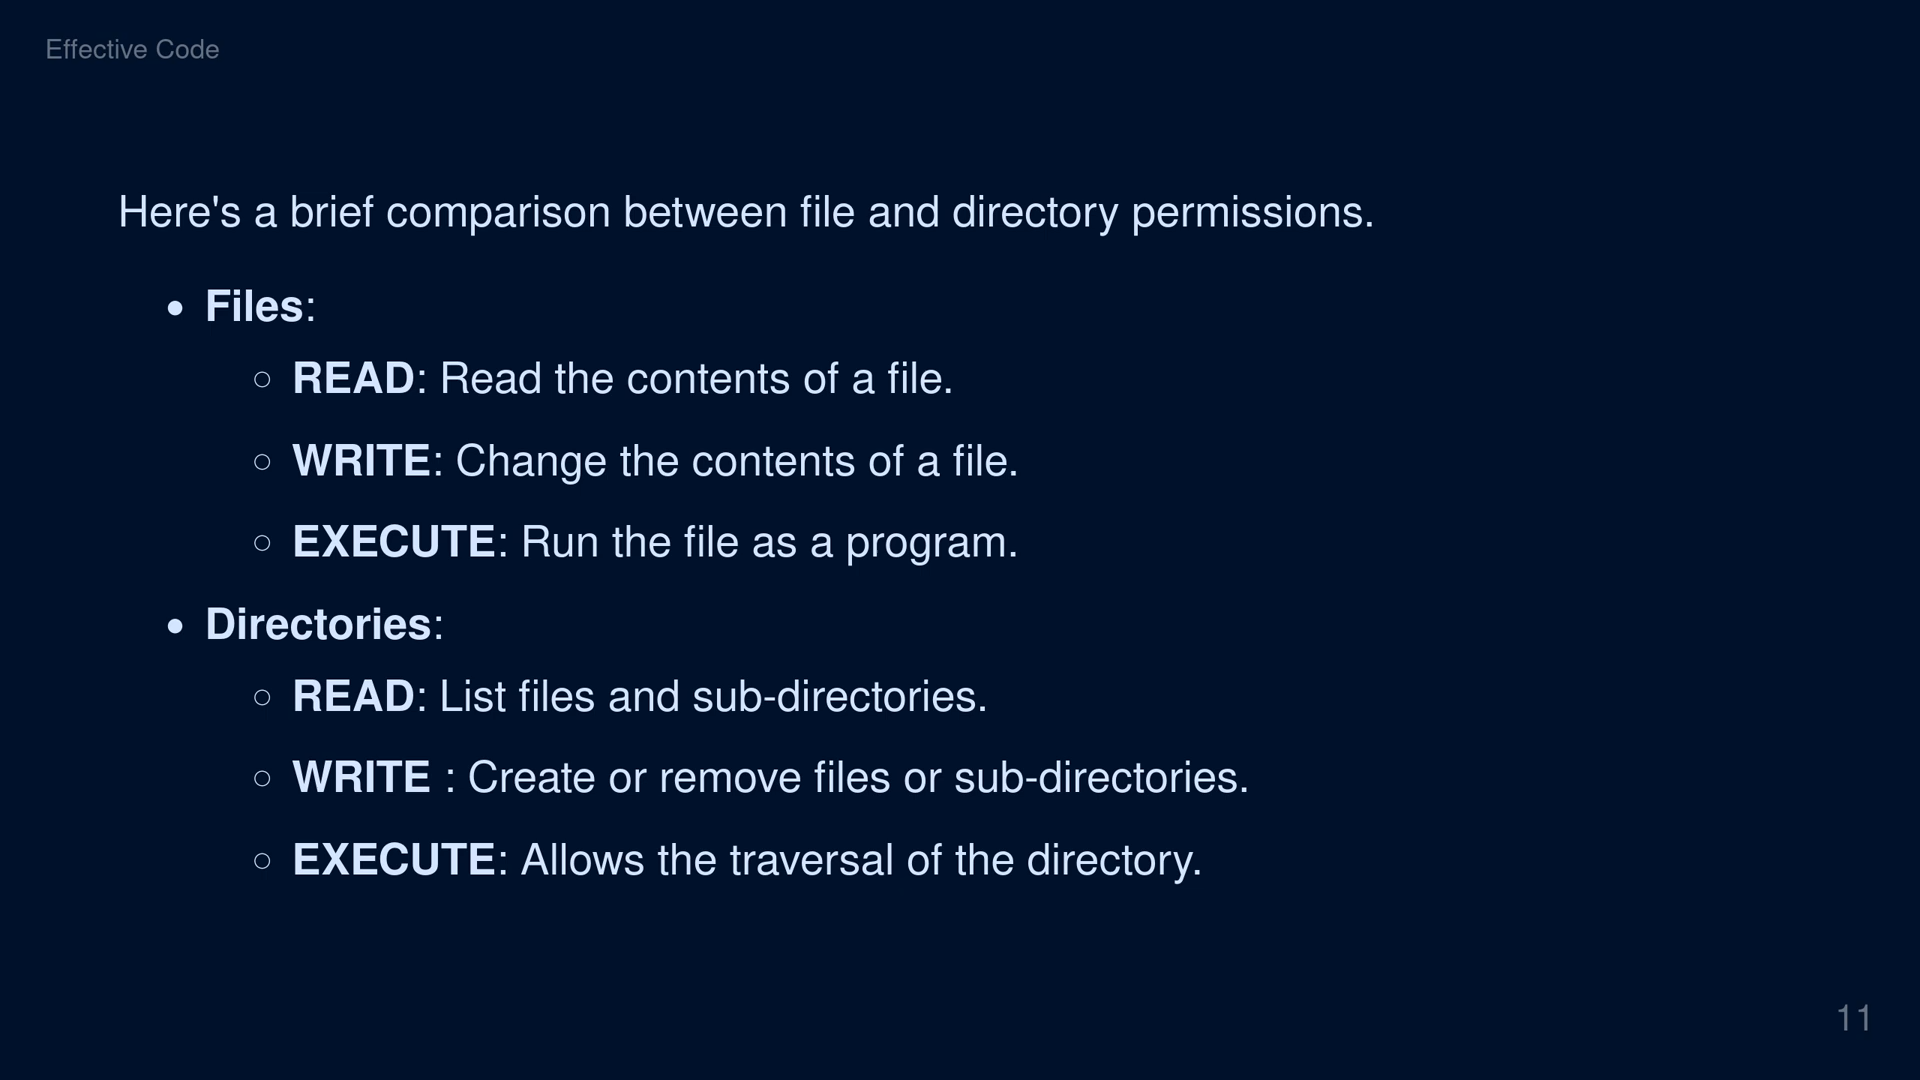 Effective Code
Here's a brief comparison between file and directory permissions.
• Files:
○ READ: Read the contents of a file.
○ WRITE: Change the contents of a file.
○ EXECUTE: Run the file as a program.
• Directories:
○ READ: List files and sub-directories.
○ WRITE : Create or remove files or sub-directories.
○ EXECUTE: Allows the traversal of the directory.
11